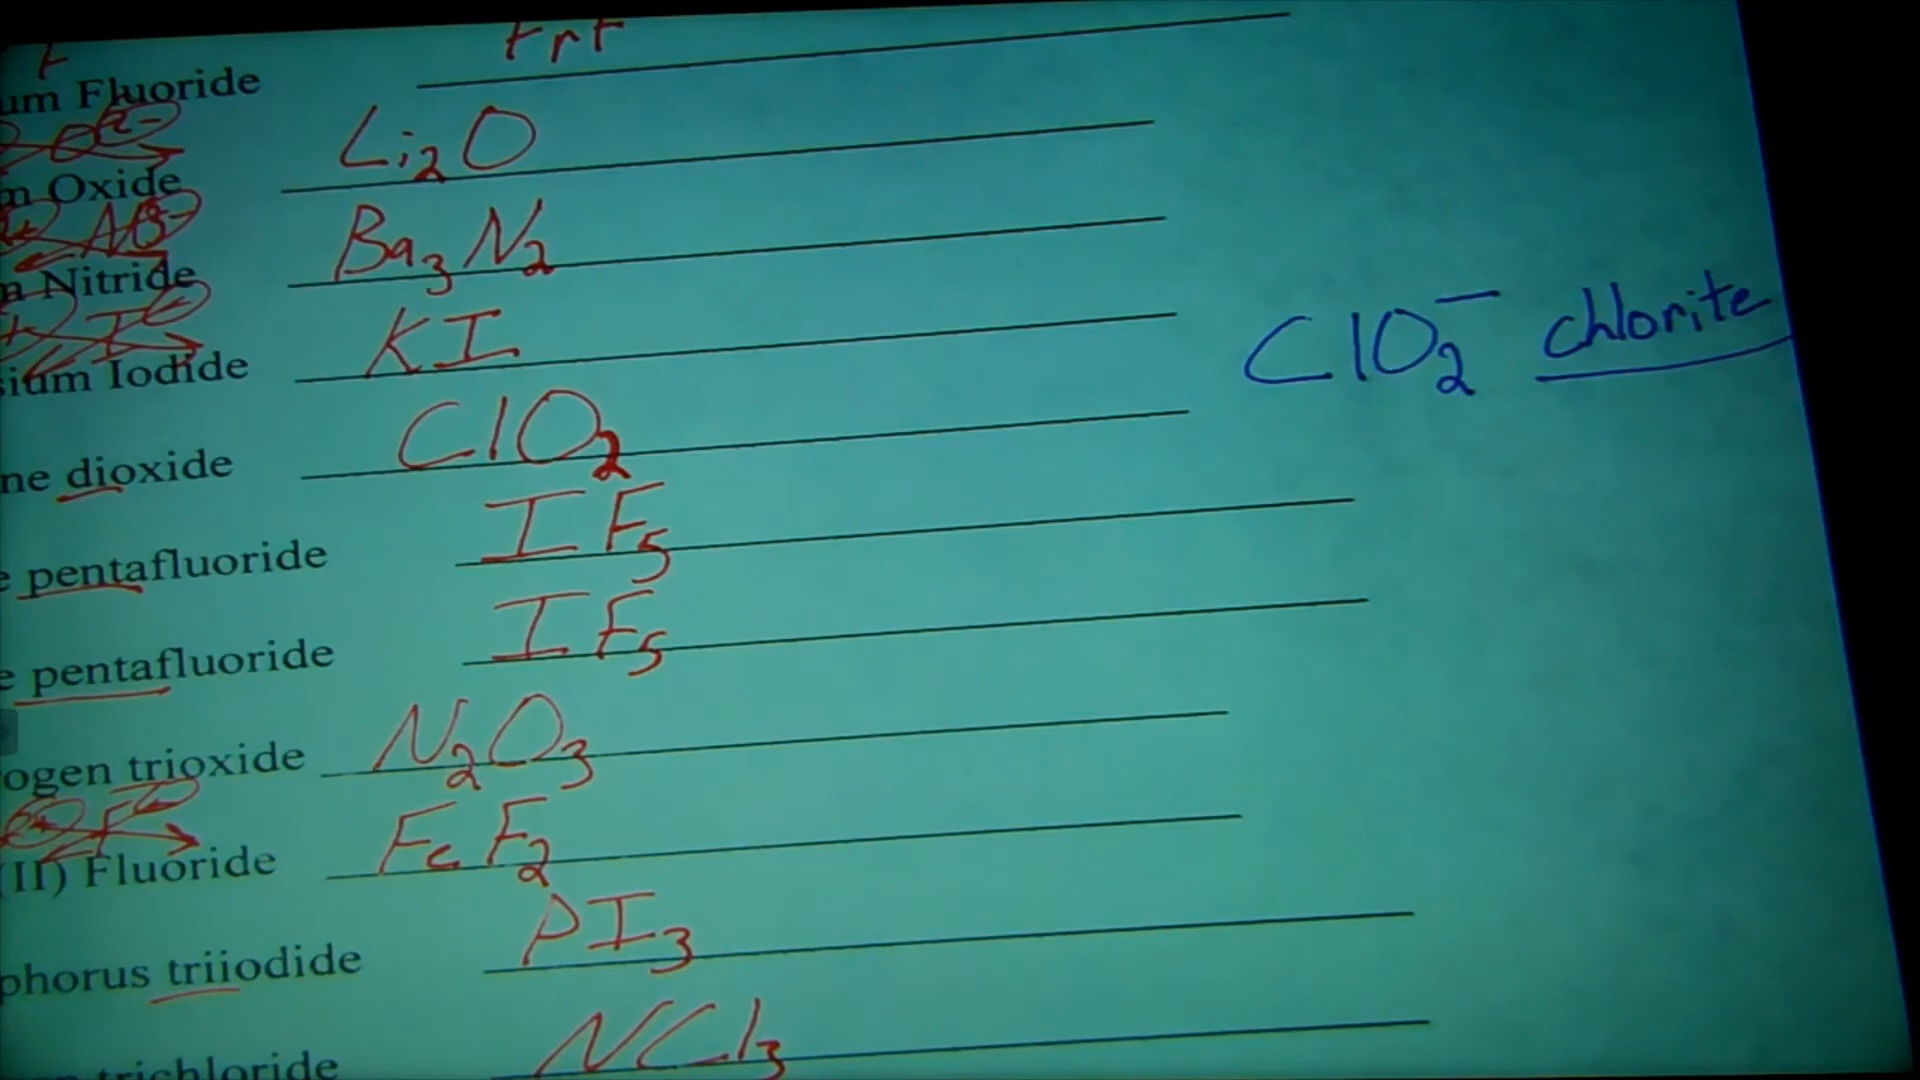 FrF
um Fluoride
Li₂O
m Oxide
Ba₃N₂
m Nitride
KI
sium Iodide
ClO₂⁻ chlorite
ClO₂
ne dioxide
IF₅
e pentafluoride
IF₅
e pentafluoride
N₂O₃
ogen trioxide
FeF₂
(II) Fluoride
PI₃
phorus triiodide
NCl₃
trichloride